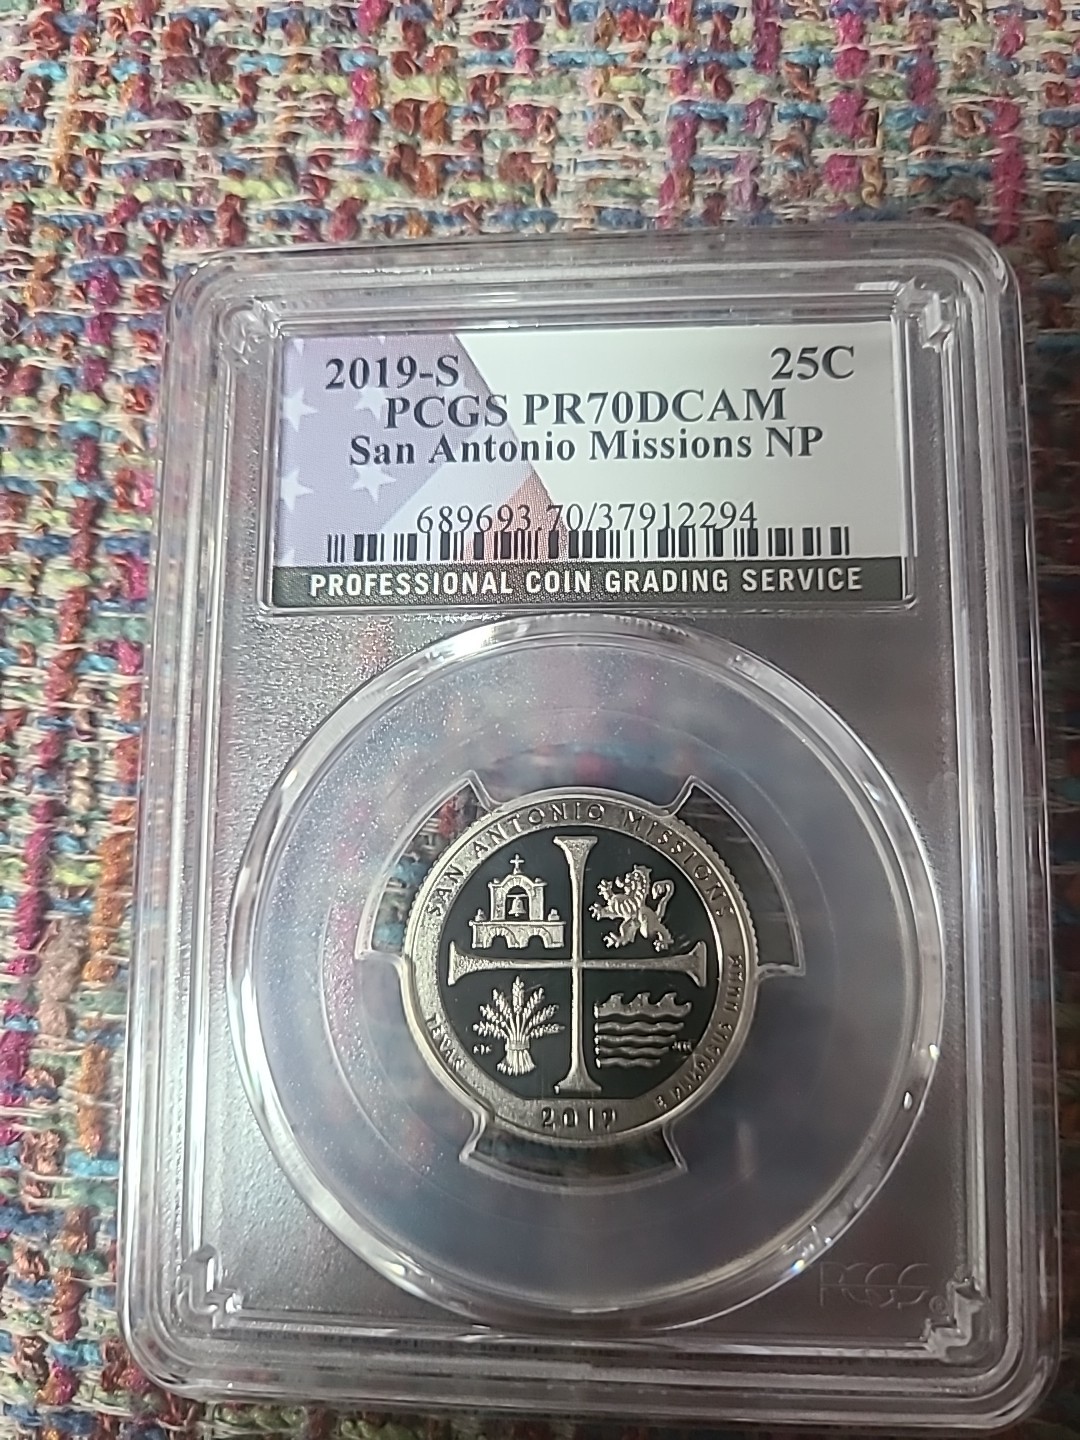 2019-S 25C
PCGS PR70DCAM
San Antonio Missions NP
689693.70/37912294
PROFESSIONAL COIN GRADING SERVICE
SAN ANTONIO MISSIONS
2019
PCGS